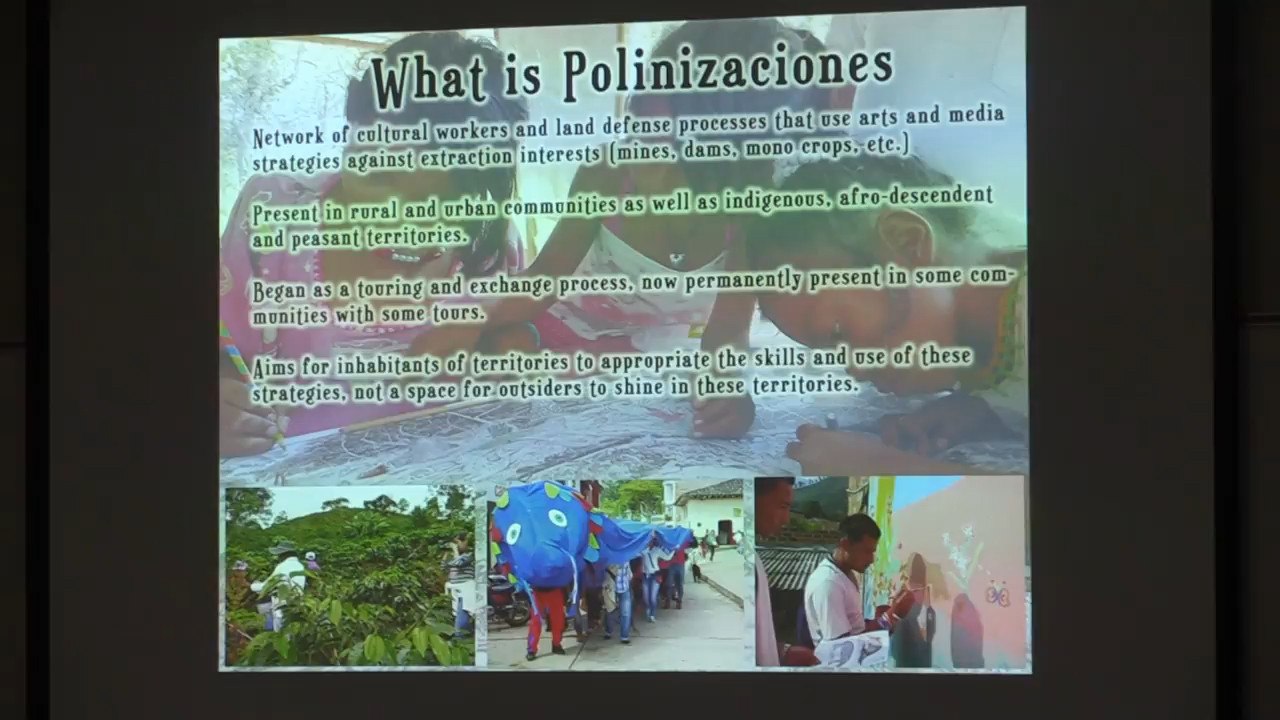 What is Polinizaciones
Network of cultural workers and land defense processes that use arts and media
strategies against extraction interests (mines, dams, mono crops, etc.)
Present in rural and urban communities as well as indigenous, afro-descendent
and peasant territories.
Began as a touring and exchange process, now permanently present in some com-
munities with some tours.
Aims for inhabitants of territories to appropriate the skills and use of these
strategies, not a space for outsiders to shine in these territories.